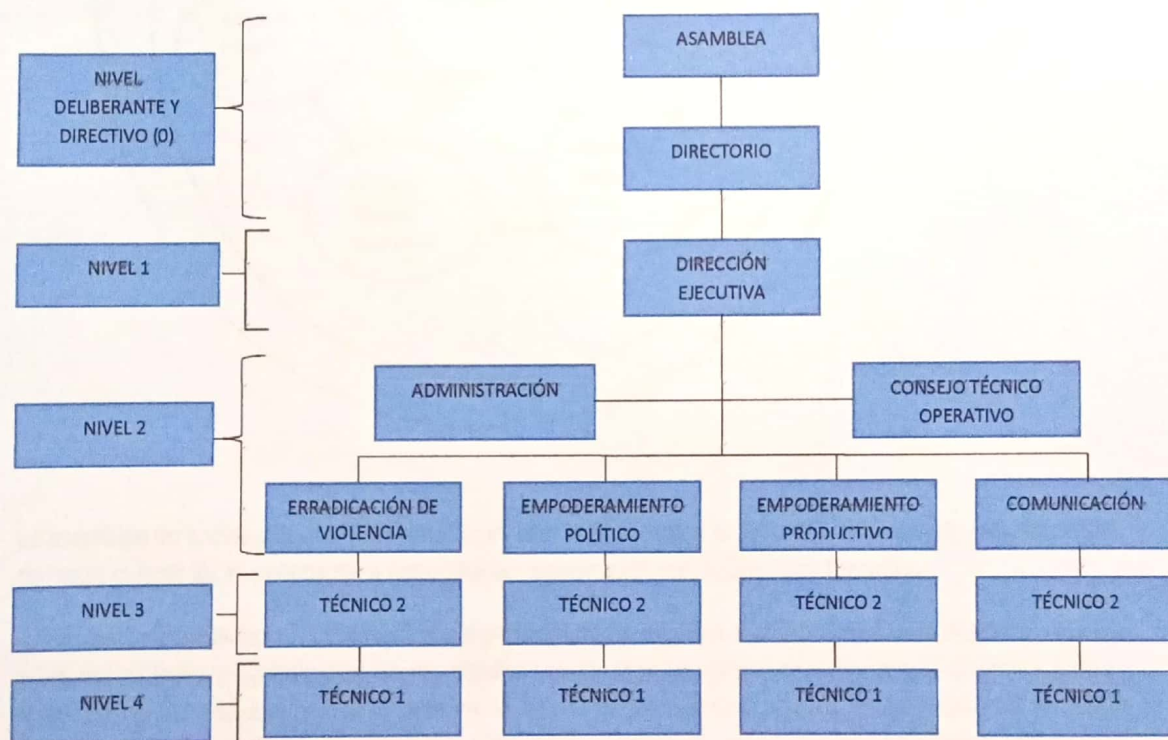 ASAMBLEA
NIVEL
DELIBERANTE Y
DIRECTIVO (0)
DIRECTORIO
NIVEL 1
DIRECCIÓN
EJECUTIVA
ADMINISTRACIÓN
CONSEJO TÉCNICO
OPERATIVO
NIVEL 2
ERRADICACIÓN DE
VIOLENCIA
EMPODERAMIENTO
POLÍTICO
EMPODERAMIENTO
PRODUCTIVO
COMUNICACIÓN
NIVEL 3
TÉCNICO 2
TÉCNICO 2
TÉCNICO 2
TÉCNICO 2
NIVEL 4
TÉCNICO 1
TÉCNICO 1
TÉCNICO 1
TÉCNICO 1